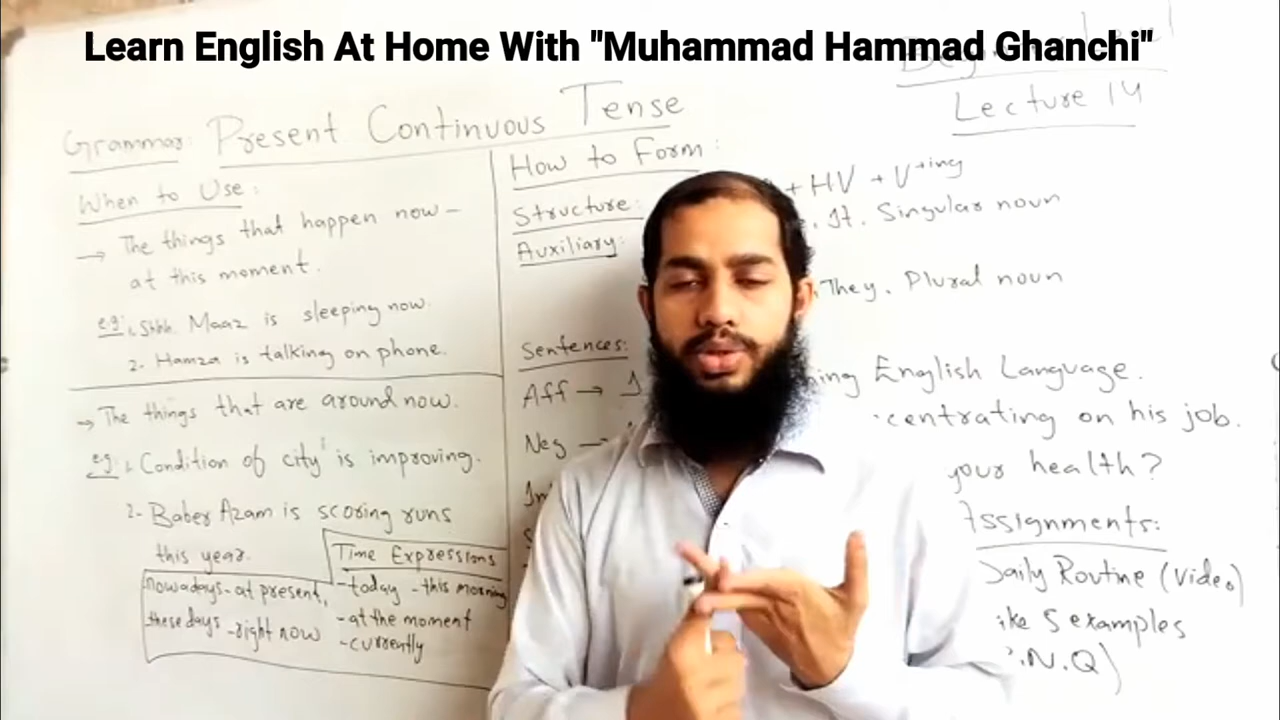 Learn English At Home With "Muhammad Hammad Ghanchi"
Lecture 14
Grammar: Present Continuous Tense
When to Use:
→ The things that happen now –
at this moment.
e.g: 1. Shhh. Maaz is sleeping now.
2. Hamza is talking on phone.
→ The things that are around now.
eg: 1. Condition of city is improving.
2- Baber Azam is scoring runs
this year.
Time Expressions
nowadays - at present,
these days - right now
- today - this morning
- at the moment
- currently
How to Form:
Structure:
+ HV + V+ing
Auxiliary:
. It. Singular noun
. They. Plural noun
Sentences:
Aff →
English Language.
Neg →
centrating on his job.
your health?
Assignments:
Daily Routine (Video)
5 examples
.N.Q)